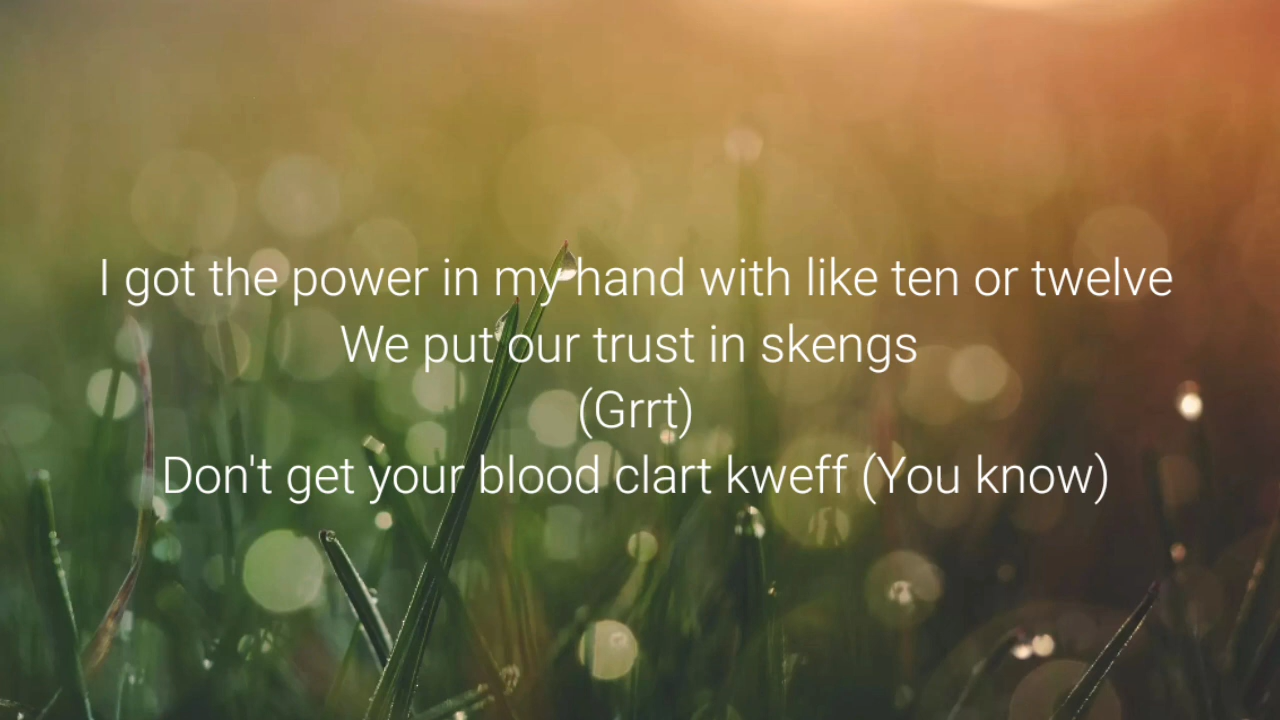 I got the power in my hand with like ten or twelve
We put our trust in skengs
(Grrt)
Don't get your blood clart kweff (You know)